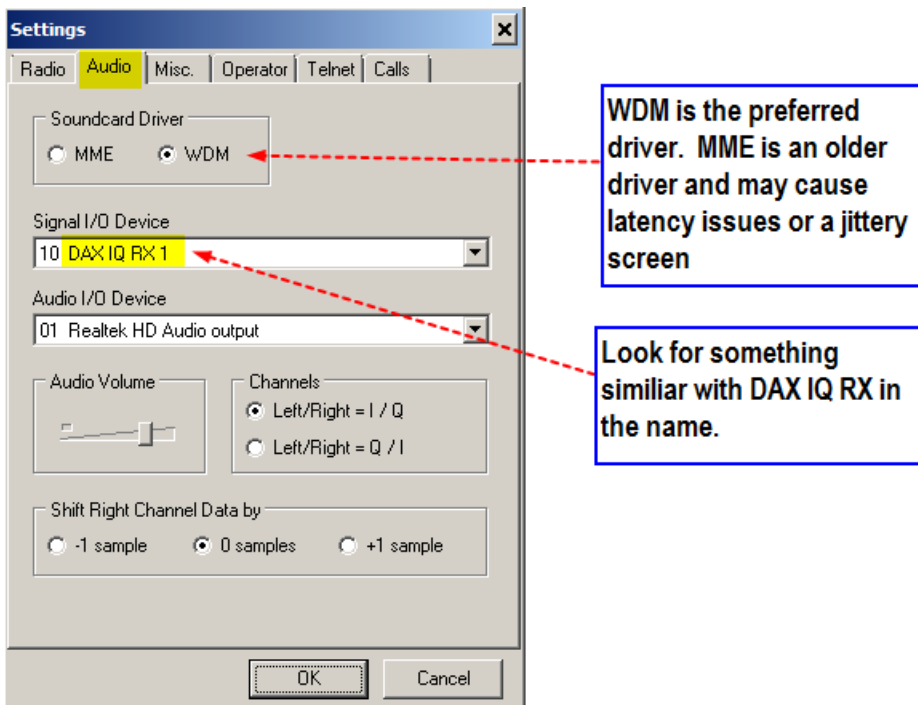 Settings
Radio Audio Misc. Operator Telnet Calls
Soundcard Driver
MME WDM
Signal I/O Device
10 DAX IQ RX 1
Audio I/O Device
01 Realtek HD Audio output
Audio Volume
Channels
Left/Right = I / Q
Left/Right = Q / I
Shift Right Channel Data by
-1 sample 0 samples +1 sample
OK Cancel
WDM is the preferred
driver. MME is an older
driver and may cause
latency issues or a jittery
screen
Look for something
similiar with DAX IQ RX in
the name.